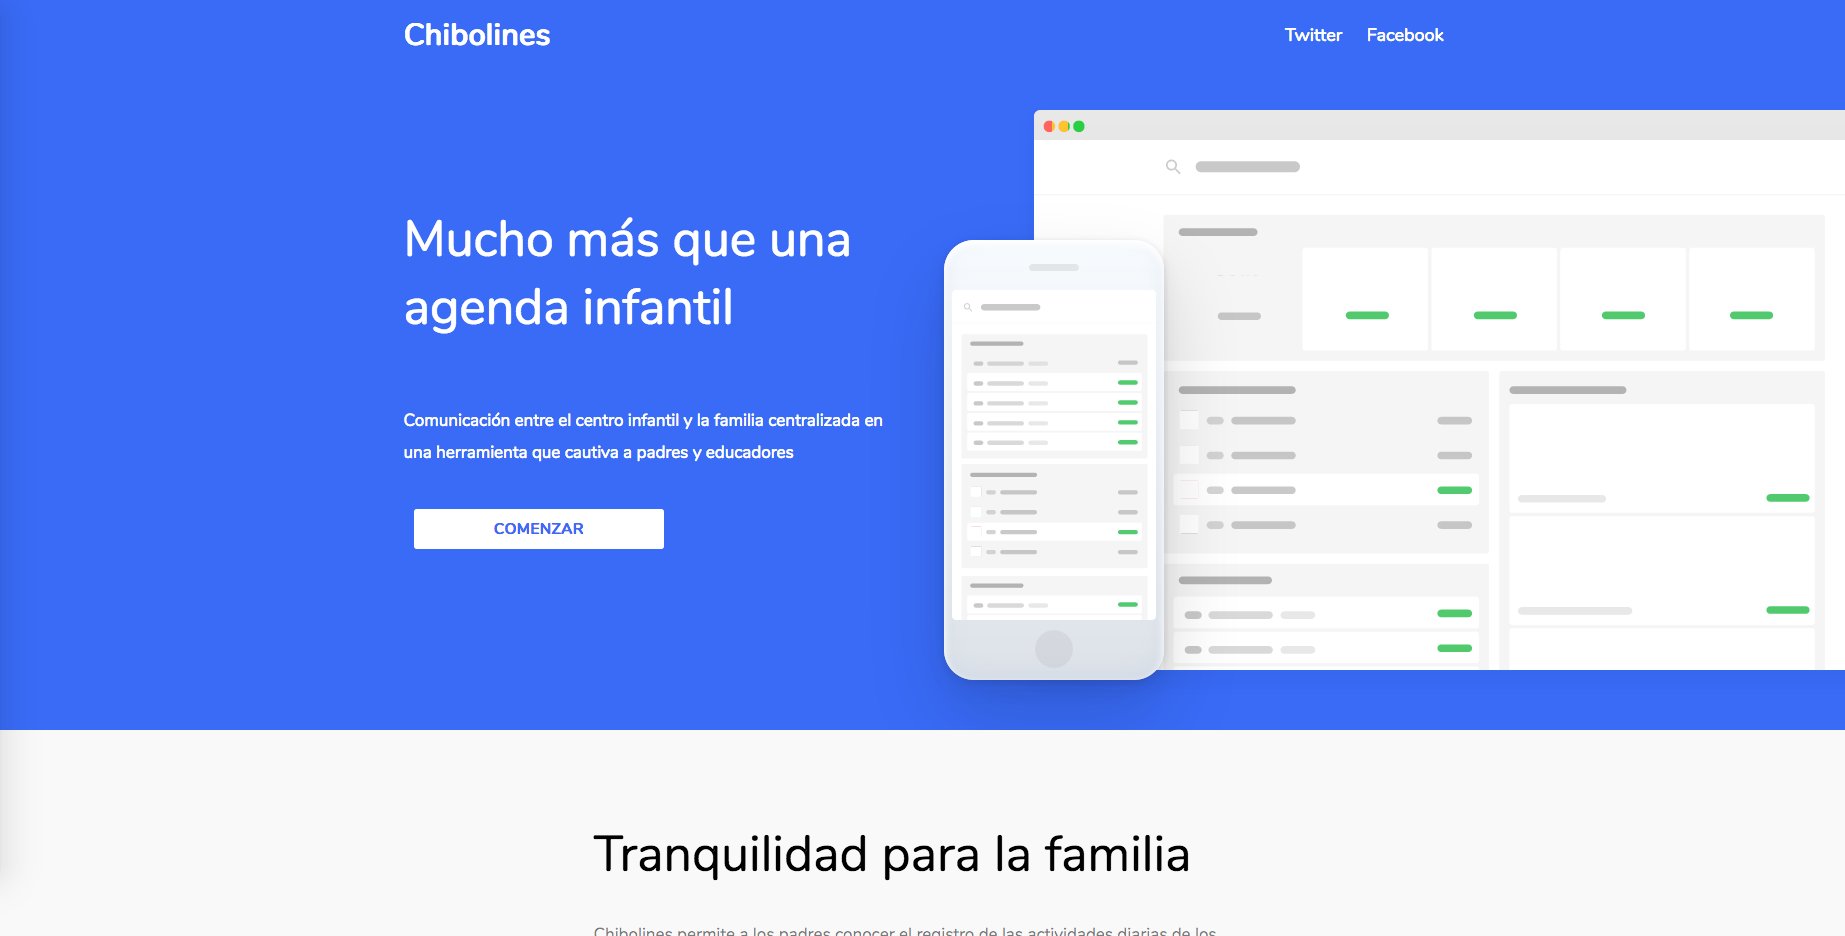 Chibolines
Twitter
Facebook
Mucho más que una
agenda infantil
Comunicación entre el centro infantil y la familia centralizada en
una herramienta que cautiva a padres y educadores
COMENZAR
Tranquilidad para la familia
Chibolines permite a los padres conocer el registro de las actividades diarias de los